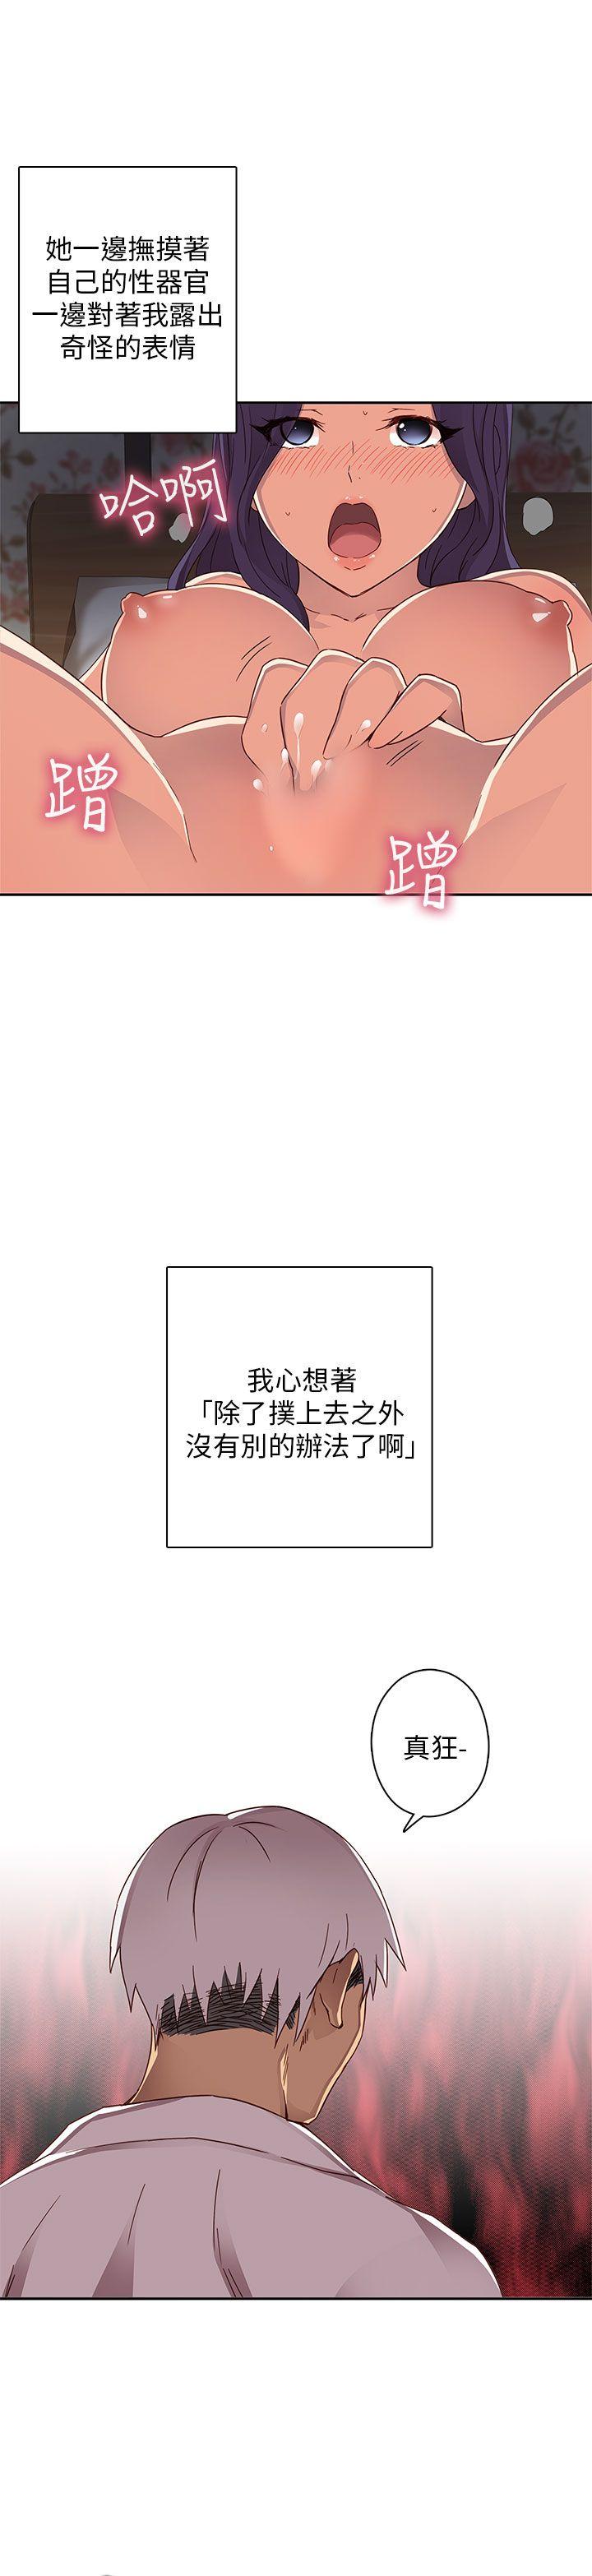 她一邊撫摸著
自己的性器官
一邊對著我露出
奇怪的表情
哈啊
蹭
蹭
我心想著
「除了撲上去之外
沒有別的辦法了啊」
真狂-